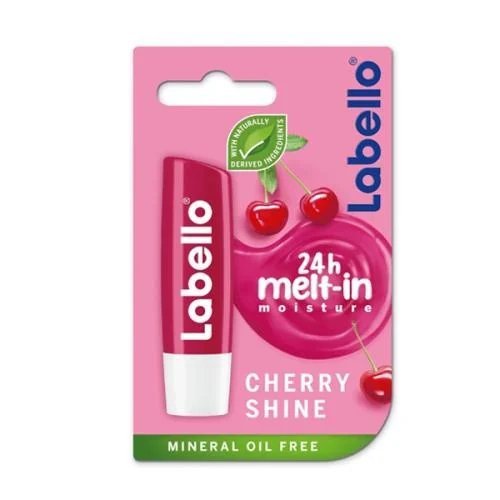 WITH NATURALLY
DERIVED INGREDIENTS
Labello®
Labello®
24h
melt-in
moisture
CHERRY
SHINE
MINERAL OIL FREE